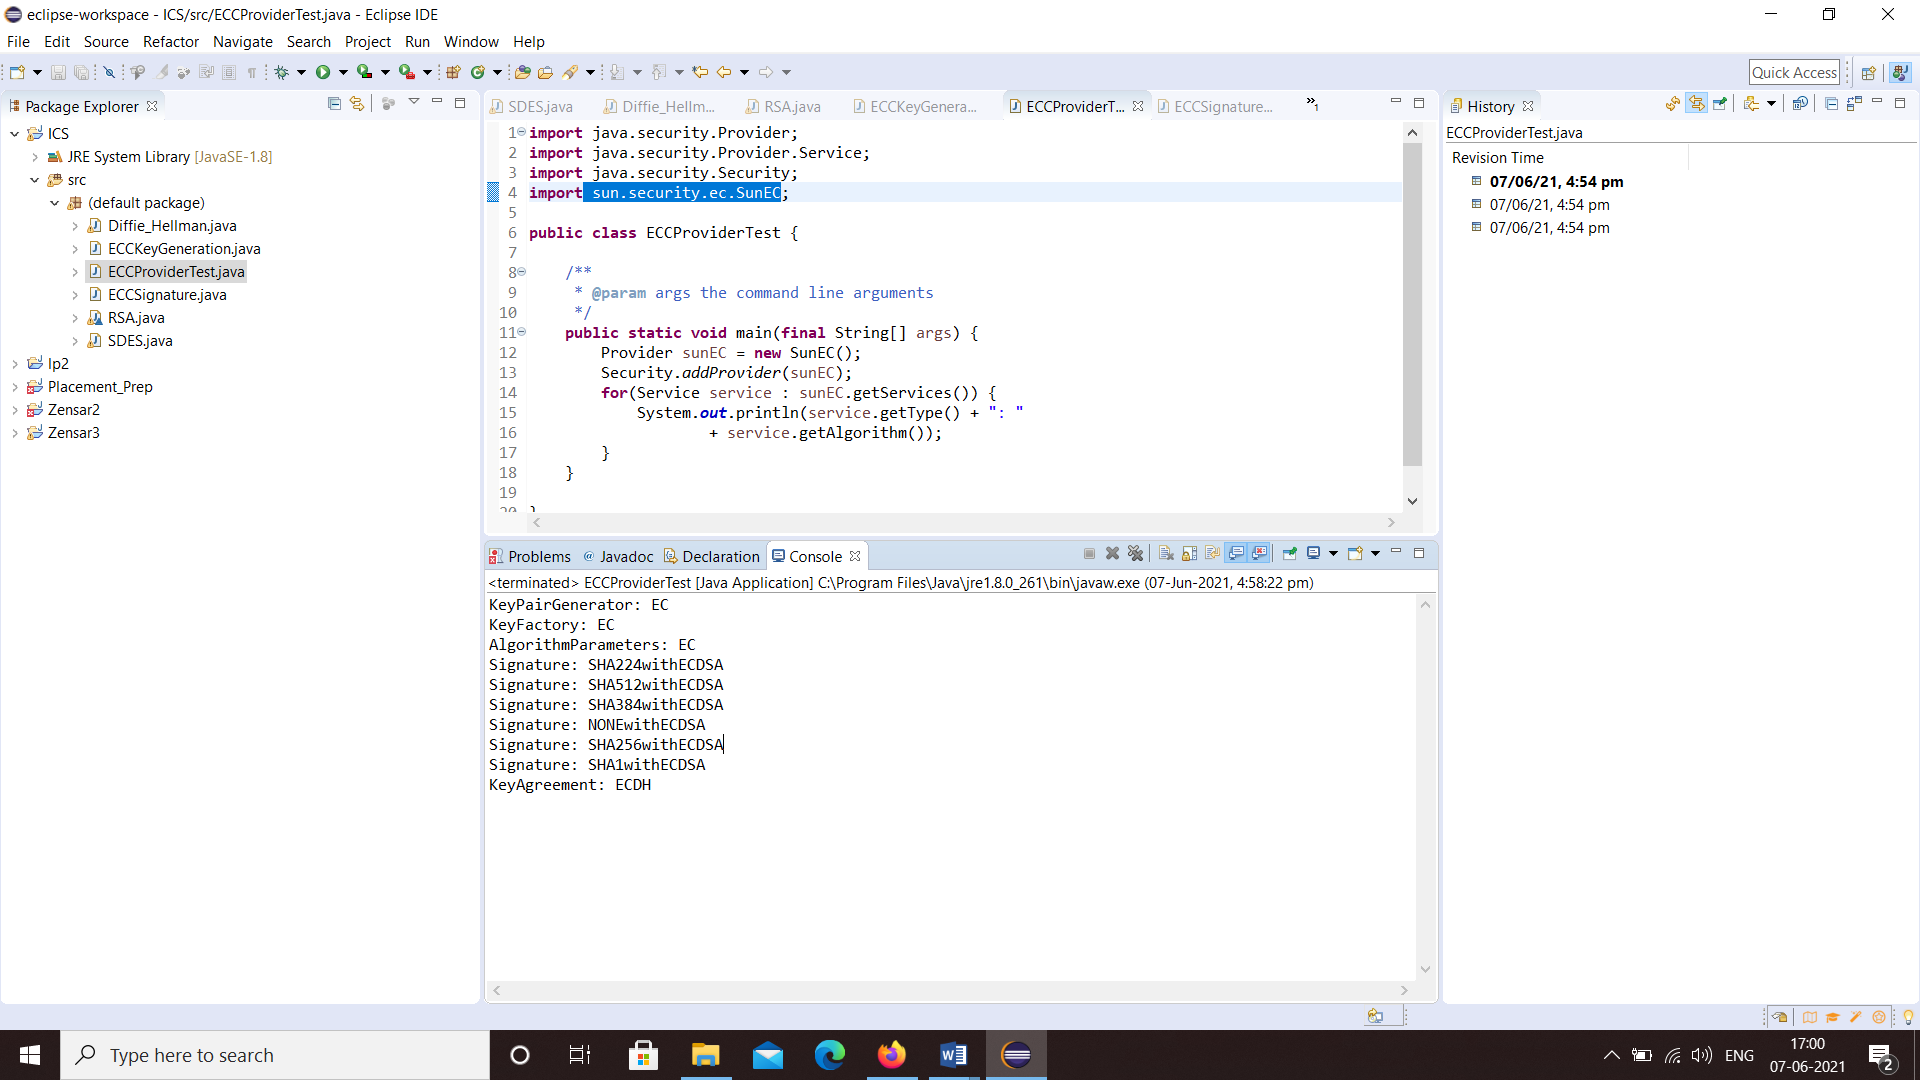 eclipse-workspace - ICS/src/ECCProviderTest.java - Eclipse IDE
File Edit Source Refactor Navigate Search Project Run Window Help
Quick Access
Package Explorer
ICS
JRE System Library [JavaSE-1.8]
src
(default package)
Diffie_Hellman.java
ECCKeyGeneration.java
ECCProviderTest.java
ECCSignature.java
RSA.java
SDES.java
Ip2
Placement_Prep
Zensar2
Zensar3
SDES.java Diffie_Hellm... RSA.java ECCKeyGenera... ECCProviderT... ECCSignature... »1
1 import java.security.Provider;
2 import java.security.Provider.Service;
3 import java.security.Security;
4 import sun.security.ec.SunEC;
5
6 public class ECCProviderTest {
7
8 /**
9 * @param args the command line arguments
10 */
11 public static void main(final String[] args) {
12 Provider sunEC = new SunEC();
13 Security.addProvider(sunEC);
14 for(Service service : sunEC.getServices()) {
15 System.out.println(service.getType() + ": "
16 + service.getAlgorithm());
17 }
18 }
19
20 }
History
ECCProviderTest.java
Revision Time
07/06/21, 4:54 pm
07/06/21, 4:54 pm
07/06/21, 4:54 pm
Problems @ Javadoc Declaration Console
<terminated> ECCProviderTest [Java Application] C:\Program Files\Java\jre1.8.0_261\bin\javaw.exe (07-Jun-2021, 4:58:22 pm)
KeyPairGenerator: EC
KeyFactory: EC
AlgorithmParameters: EC
Signature: SHA224withECDSA
Signature: SHA512withECDSA
Signature: SHA384withECDSA
Signature: NONEwithECDSA
Signature: SHA256withECDSA
Signature: SHA1withECDSA
KeyAgreement: ECDH
Type here to search
ENG
17:00
07-06-2021
2